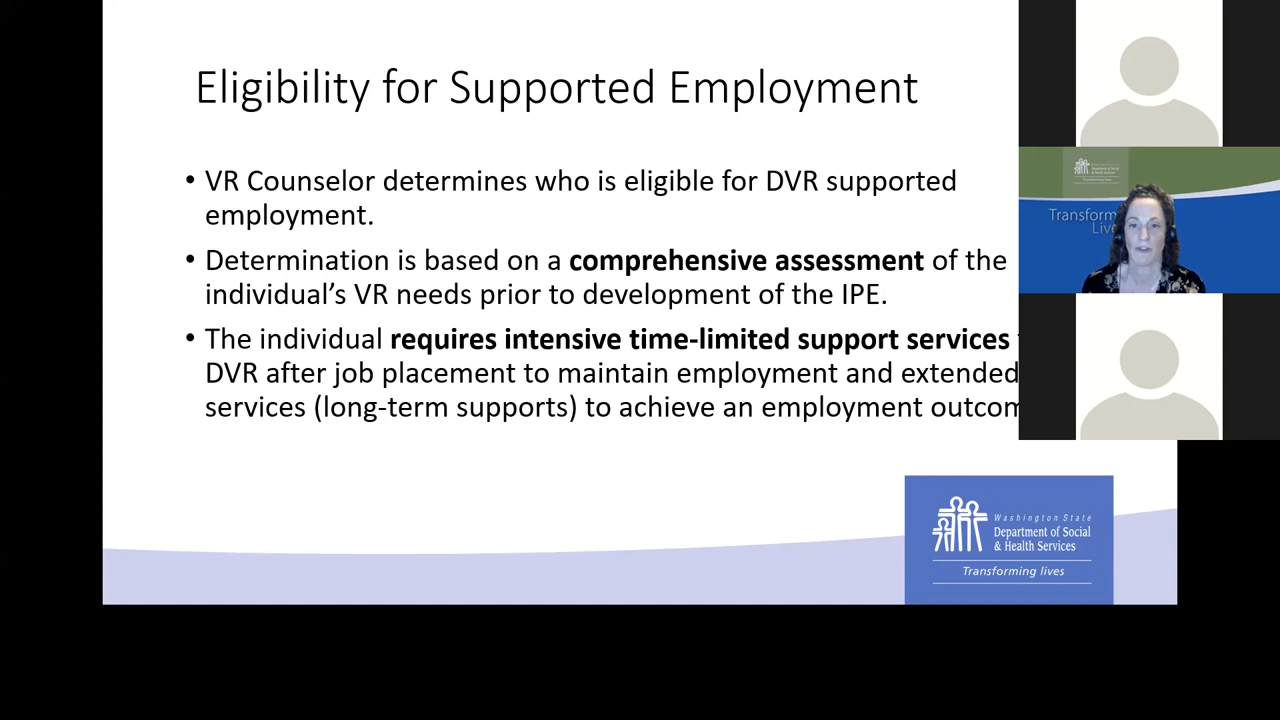 Eligibility for Supported Employment
• VR Counselor determines who is eligible for DVR supported
employment.
• Determination is based on a comprehensive assessment of the
individual’s VR needs prior to development of the IPE.
• The individual requires intensive time-limited support services
DVR after job placement to maintain employment and extended
services (long-term supports) to achieve an employment outcom
Transform
Live
Washington State
Department of Social
& Health Services
Transforming lives